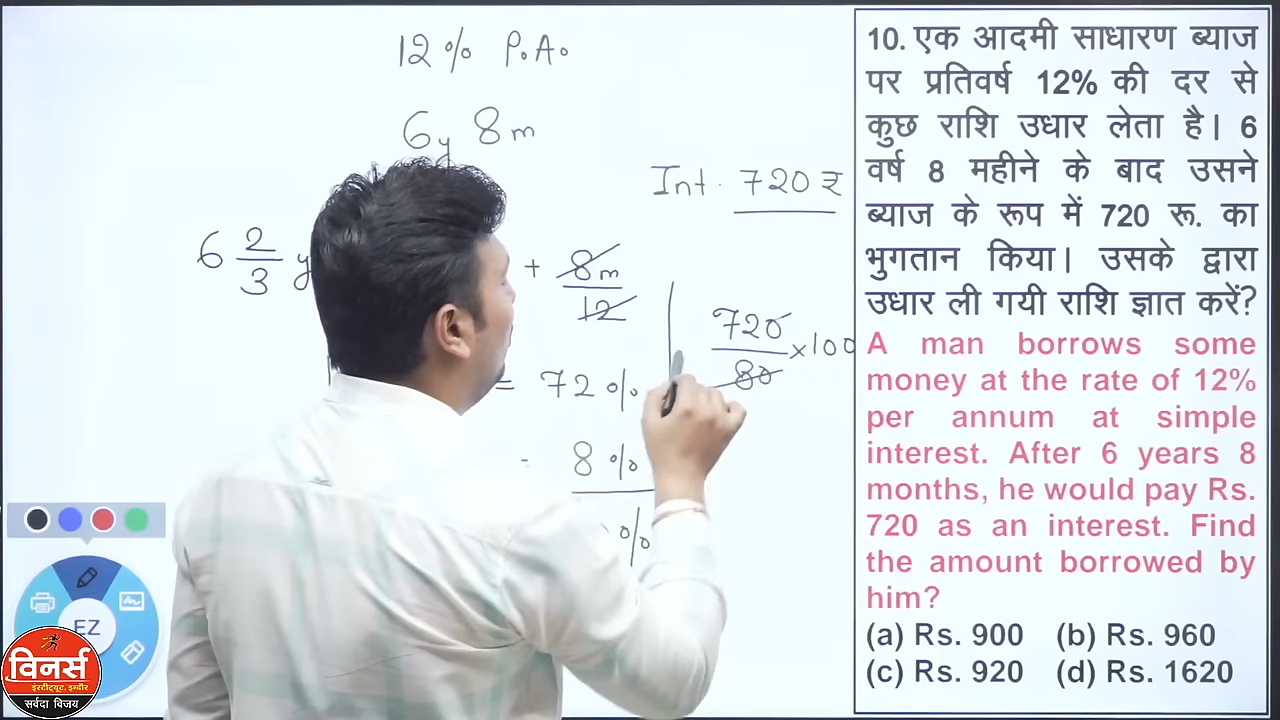 12% P.A.
6y 8m
Int. 720 ₹
6 2/3 y
+ 8m/12
720/80 ×100
= 72%
8%
%
10. एक आदमी साधारण ब्याज
पर प्रतिवर्ष 12% की दर से
कुछ राशि उधार लेता है। 6
वर्ष 8 महीने के बाद उसने
ब्याज के रूप में 720 रू. का
भुगतान किया। उसके द्वारा
उधार ली गयी राशि ज्ञात करें?
A man borrows some
money at the rate of 12%
per annum at simple
interest. After 6 years 8
months, he would pay Rs.
720 as an interest. Find
the amount borrowed by
him?
(a) Rs. 900 (b) Rs. 960
(c) Rs. 920 (d) Rs. 1620
EZ
विनर्स
इंस्टीट्यूट, इन्दौर
सर्वदा विजय